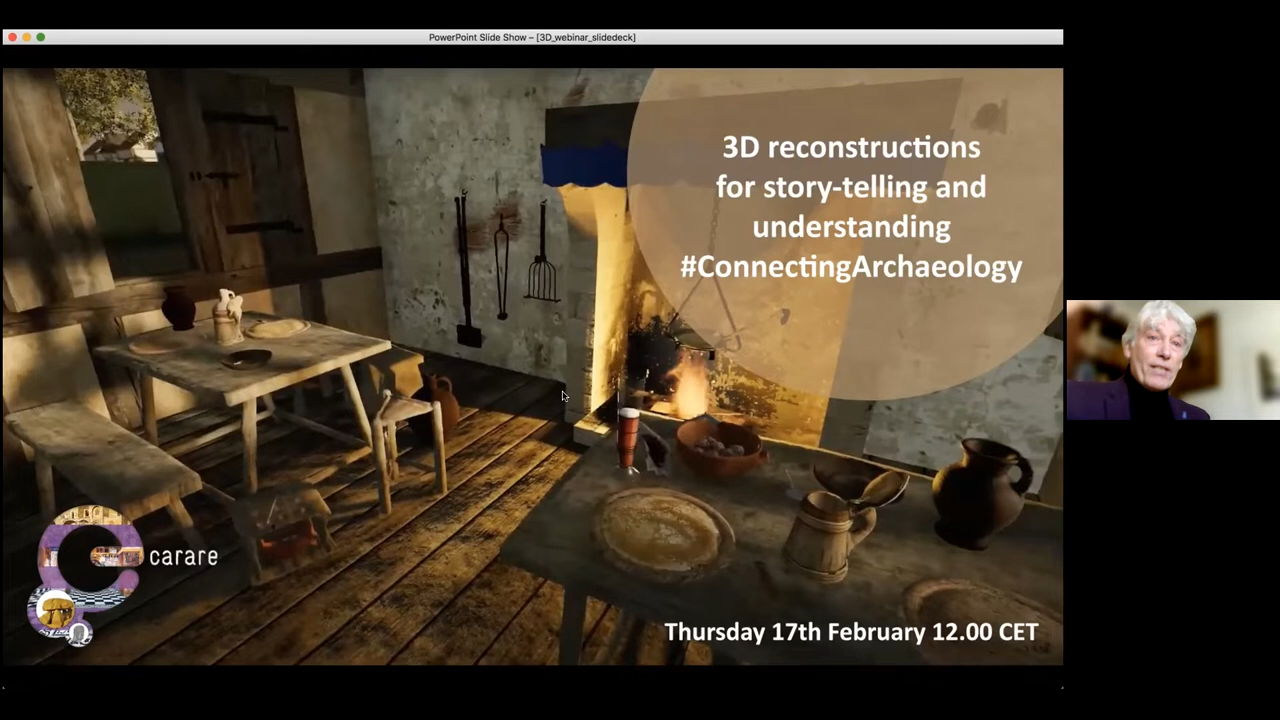 PowerPoint Slide Show – [3D_webinar_slidedeck]
3D reconstructions
for story-telling and
understanding
#ConnectingArchaeology
carare
Thursday 17th February 12.00 CET